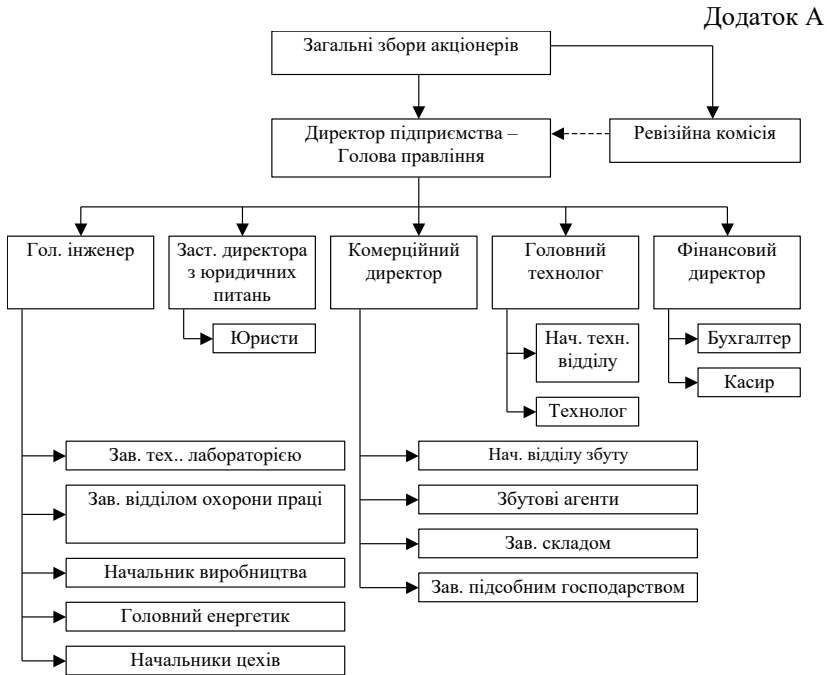 Додаток А
Загальні збори акціонерів
Директор підприємства –
Голова правління
Ревізійна комісія
Гол. інженер
Заст. директора
з юридичних
питань
Комерційний
директор
Головний
технолог
Фінансовий
директор
Юристи
Нач. техн.
відділу
Технолог
Бухгалтер
Касир
Зав. тех.. лабораторією
Зав. відділом охорони праці
Начальник виробництва
Головний енергетик
Начальники цехів
Нач. відділу збуту
Збутові агенти
Зав. складом
Зав. підсобним господарством